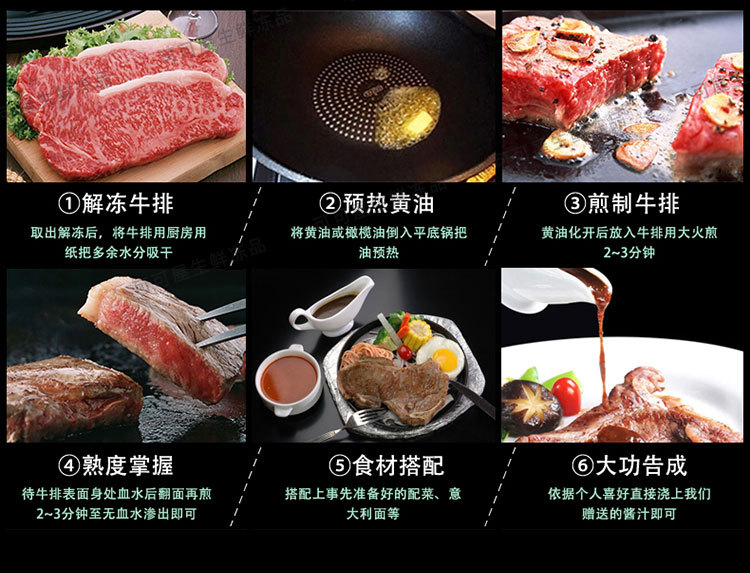 ①解冻牛排
取出解冻后，将牛排用厨房用
纸把多余水分吸干
②预热黄油
将黄油或橄榄油倒入平底锅把
油预热
③煎制牛排
黄油化开后放入牛排用大火煎
2~3分钟
④熟度掌握
待牛排表面身处血水后翻面再煎
2~3分钟至无血水渗出即可
⑤食材搭配
搭配上事先准备好的配菜、意
大利面等
⑥大功告成
依据个人喜好直接浇上我们
赠送的酱汁即可